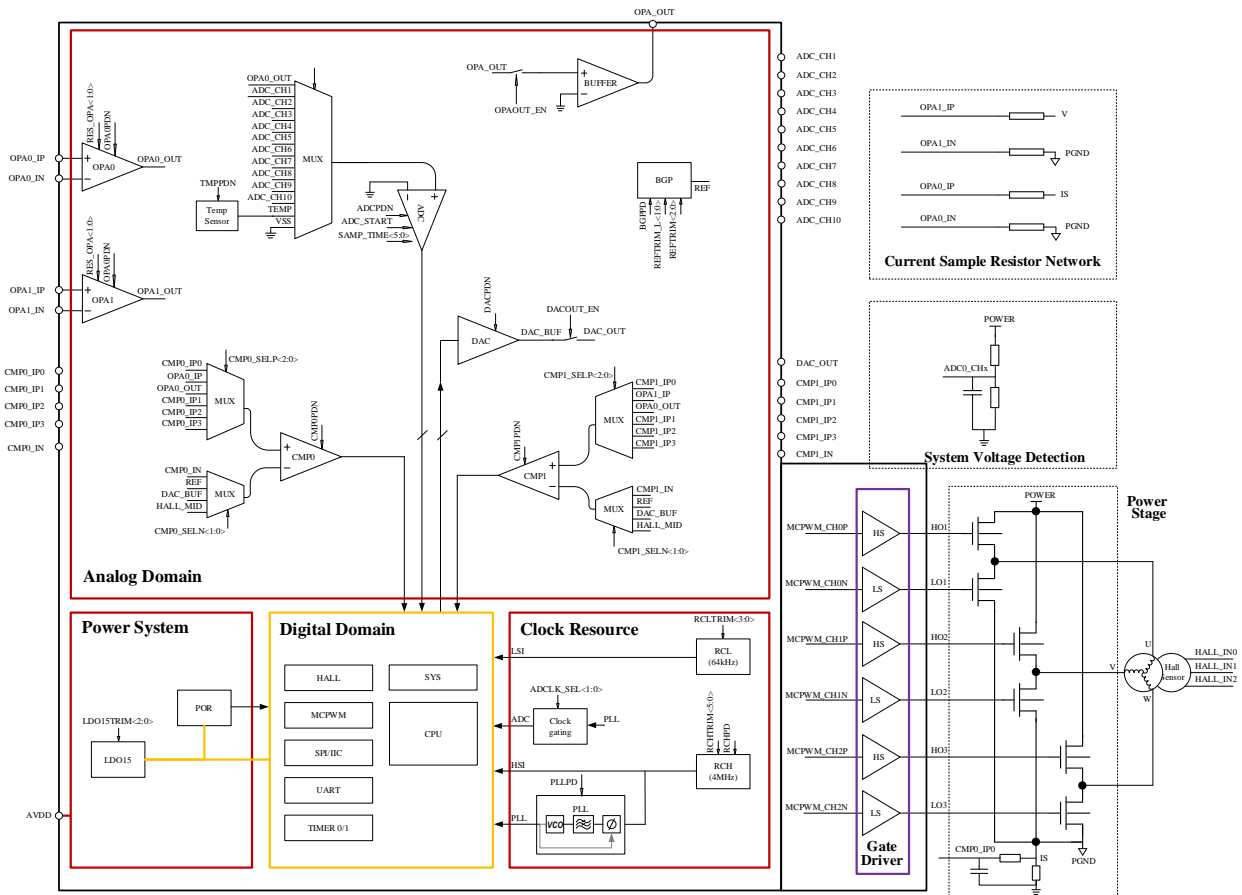 OPA_OUT
ADC_CH1
ADC_CH2
ADC_CH3
ADC_CH4
ADC_CH5
ADC_CH6
ADC_CH7
ADC_CH8
ADC_CH9
ADC_CH10
OPA_OUT
OPAOUT_EN
BUFFER
OPA0_OUT
ADC_CH1
ADC_CH2
ADC_CH3
ADC_CH4
ADC_CH5
ADC_CH6
ADC_CH7
ADC_CH8
ADC_CH9
ADC_CH10
TEMP
VSS
MUX
TMPPDN
Temp
Sensor
ADCPDN
ADC_START
SAMP_TIME<5:0>
ADC
BGP
REF
BGPPD
REFTRIM_L<1:0>
REFTRIM<2:0>
OPA0_IP
OPA0_IN
RES_OPA<1:0>
OPA0PDN
OPA0
OPA0_OUT
OPA1_IP
OPA1_IN
RES_OPA<1:0>
OPA0PDN
OPA1
OPA1_OUT
DACPDN
DAC
DACOUT_EN
DAC_BUF
DAC_OUT
CMP0_IP0
CMP0_IP1
CMP0_IP2
CMP0_IP3
CMP0_IN
CMP0_SELP<2:0>
CMP0_IP0
OPA0_IP
OPA0_OUT
CMP0_IP1
CMP0_IP2
CMP0_IP3
MUX
CMP0PDN
CMP0
CMP0_IN
REF
DAC_BUF
HALL_MID
MUX
CMP0_SELN<1:0>
CMP1_SELP<2:0>
CMP1_IP0
OPA1_IP
OPA0_OUT
CMP1_IP1
CMP1_IP2
CMP1_IP3
MUX
CMP1PDN
CMP1
CMP1_IN
REF
DAC_BUF
HALL_MID
MUX
CMP1_SELN<1:0>
DAC_OUT
CMP1_IP0
CMP1_IP1
CMP1_IP2
CMP1_IP3
CMP1_IN
Analog Domain
OPA1_IP
V
OPA1_IN
PGND
OPA0_IP
IS
OPA0_IN
PGND
Current Sample Resistor Network
POWER
ADC0_CHx
System Voltage Detection
Power System
POR
LDO15TRIM<2:0>
LDO15
AVDD
Digital Domain
HALL
SYS
MCPWM
CPU
SPI/IIC
UART
TIMER 0/1
Clock Resource
RCLTRIM<3:0>
LSI
RCL
(64kHz)
ADCLK_SEL<1:0>
ADC
Clock
gating
PLL
RCHTRIM<5:0>
RCHPD
HSI
RCH
(4MHz)
PLLPD
PLL
PLL
VCO
Ø
MCPWM_CH0P
HS
HO1
MCPWM_CH0N
LS
LO1
MCPWM_CH1P
HS
HO2
MCPWM_CH1N
LS
LO2
MCPWM_CH2P
HS
HO3
MCPWM_CH2N
LS
LO3
Gate
Driver
POWER
Power
Stage
U
V
W
Hall
Sensor
HALL_IN0
HALL_IN1
HALL_IN2
CMP0_IP0
IS
PGND